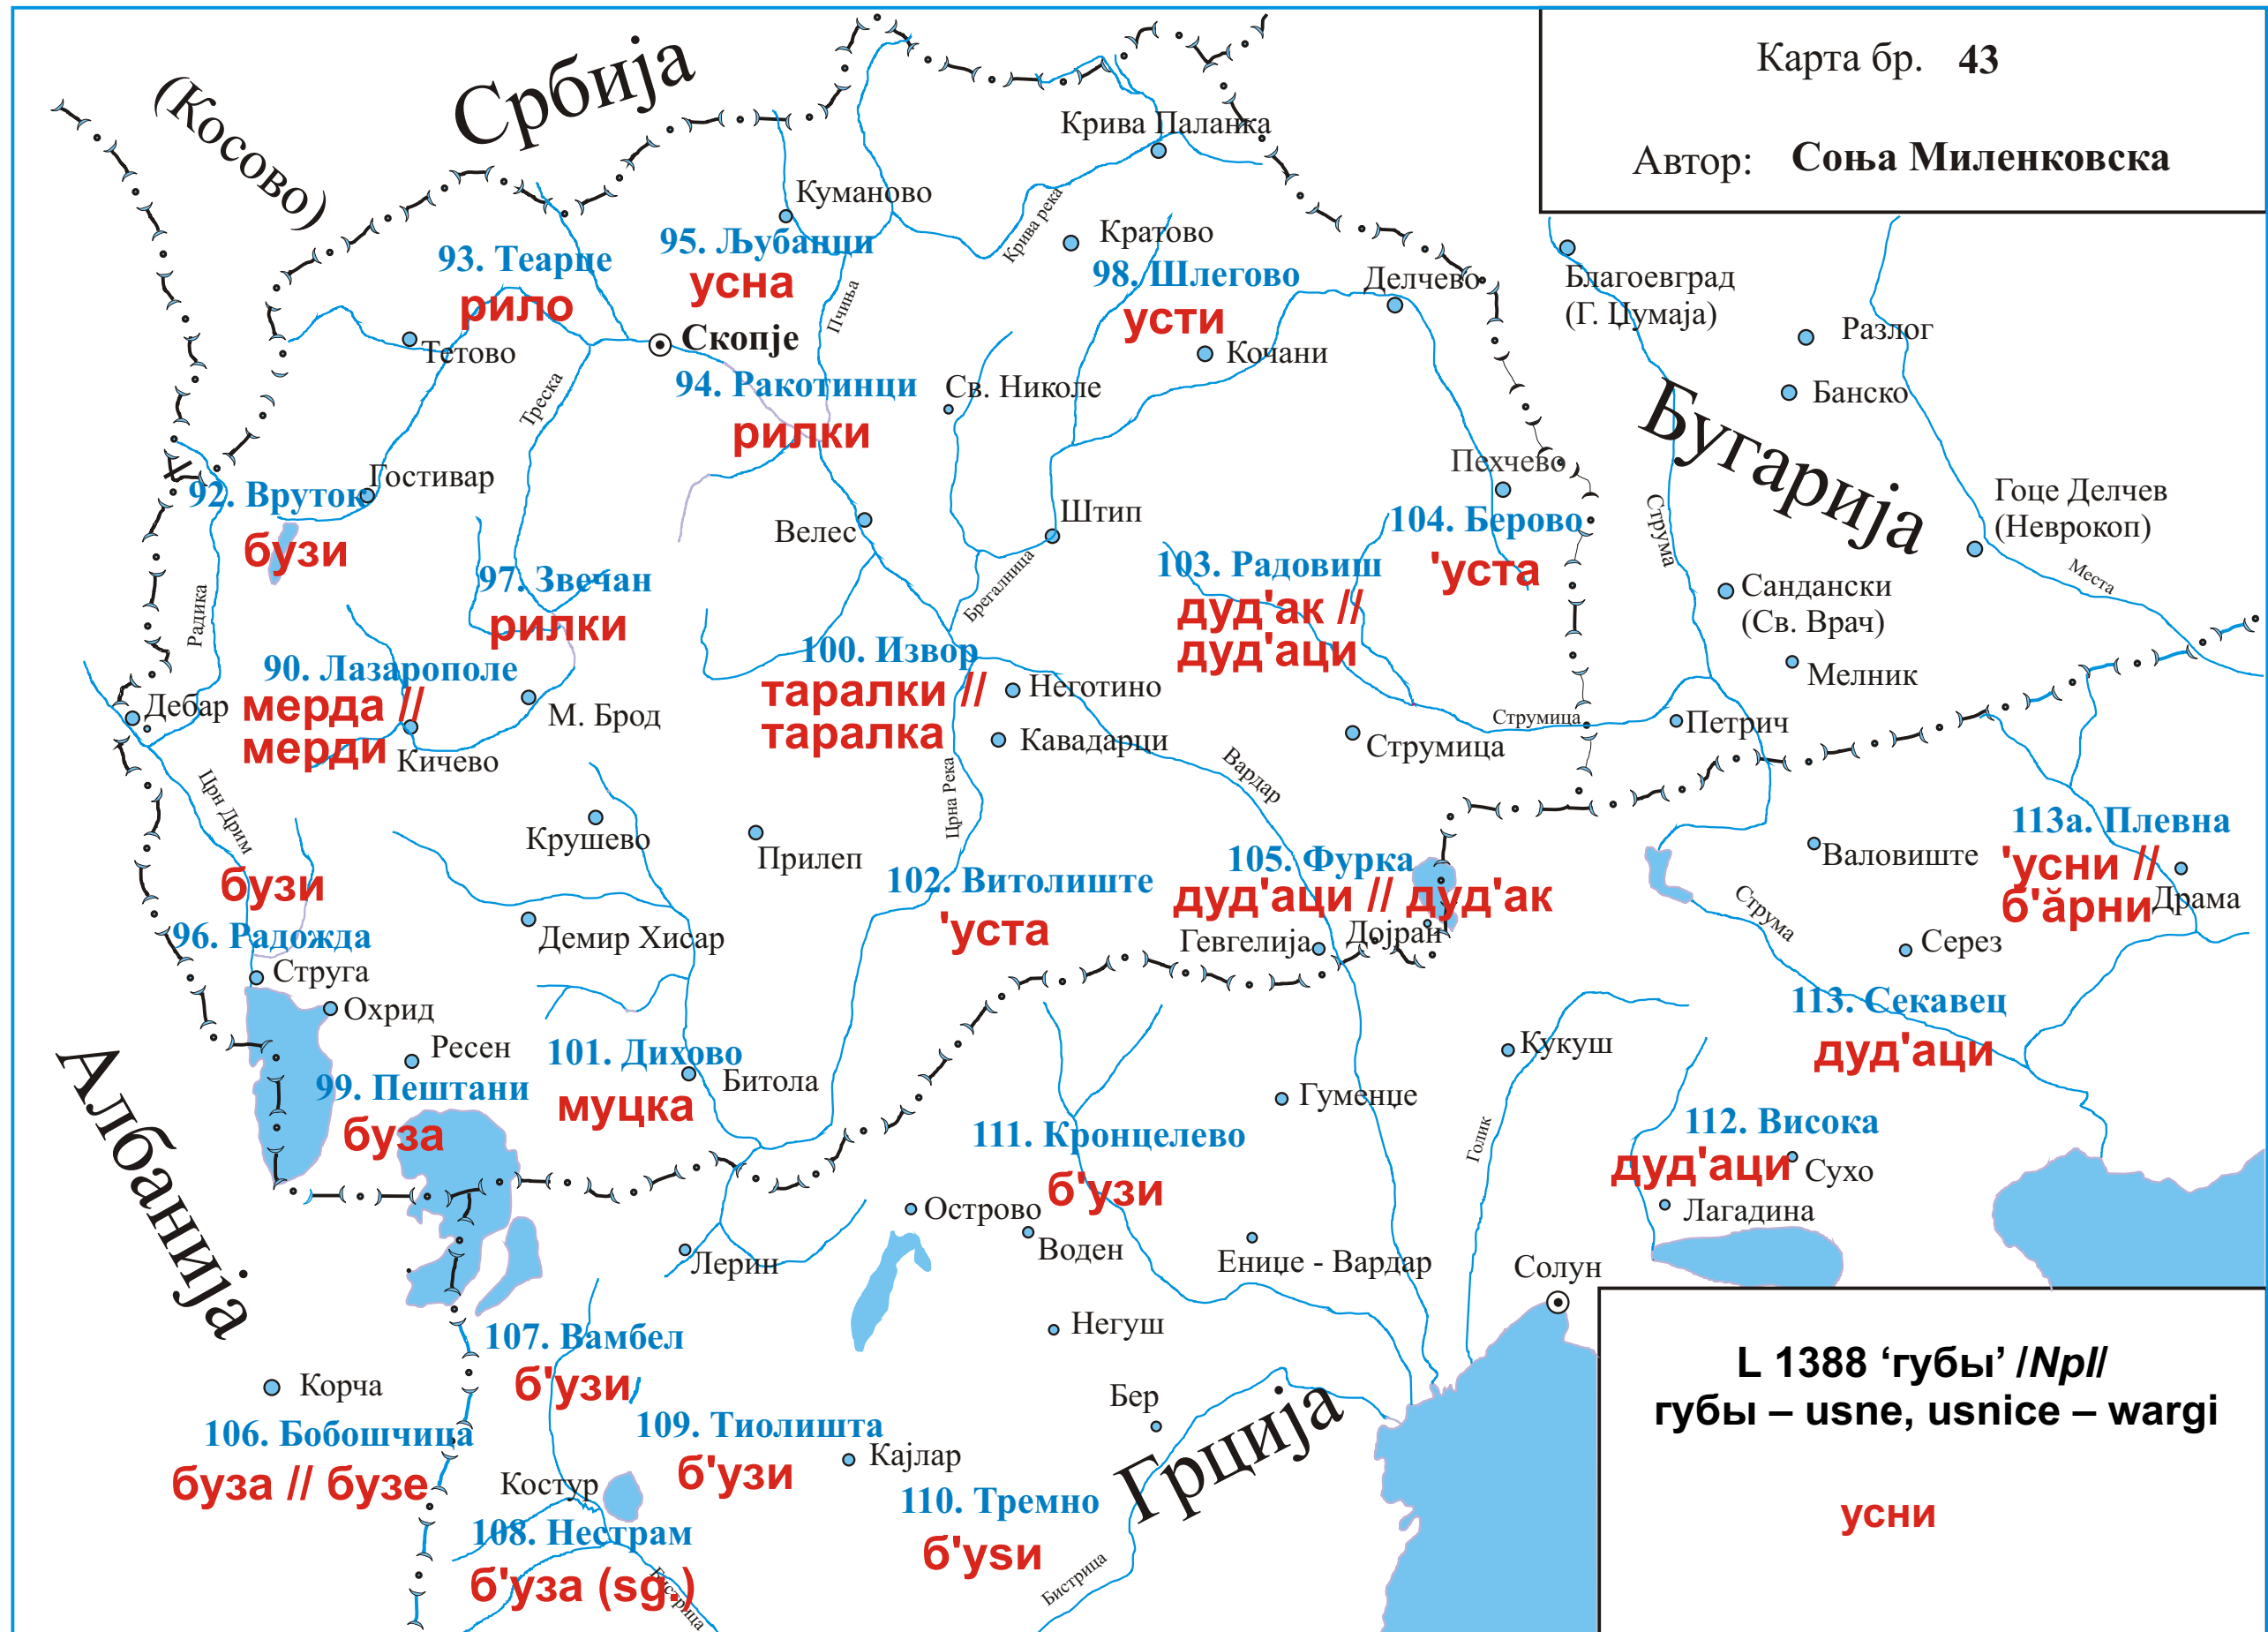 Карта бр. 43
Автор: Соња Миленковска
Србија
(Косово)
Бугарија
Албанија
Грција
Крива Паланка
Куманово
Крива река
Кратово
93. Теарце
рило
95. Љубанци
усна
98. Шлегово
усти
Делчево
Благоевград
(Г. Џумаја)
Разлог
Банско
Тетово
Скопје
Пчиња
Кочани
94. Ракотинци
рилки
Св. Николе
Треска
Гостивар
92. Вруток
бузи
Велес
Штип
Пехчево
104. Берово
'уста
Струма
Гоце Делчев
(Неврокоп)
Места
Сандански
(Св. Врач)
Мелник
97. Звечан
рилки
Брегалница
103. Радовиш
дуд'ак //
дуд'аци
Радика
90. Лазарополе
мерда //
мерди
Дебар
Кичево
М. Брод
100. Извор
таралки //
таралка
Неготино
Кавадарци
Струмица
Струмица
Петрич
Црн Дрим
Крушево
Прилеп
Црна Река
Вардар
105. Фурка
дуд'аци // дуд'ак
Валовиште
113а. Плевна
'усни //
б'ӑрни
Драма
бузи
96. Радожда
Струга
Охрид
Демир Хисар
102. Витолиште
'уста
Гевгелија
Дојран
Струма
Серез
113. Секавец
дуд'аци
Ресен
99. Пештани
буза
101. Дихово
муцка
Битола
Кукуш
Гуменџе
111. Кронцелево
б'узи
Голик
112. Висока
дуд'аци
Сухо
Лагадина
Острово
Воден
Лерин
Ениџе - Вардар
Солун
Негуш
107. Вамбел
б'узи
Корча
106. Бобошчица
буза // бузе
109. Тиолишта
б'узи
Кајлар
Бер
Костур
108. Нестрам
б'уза (sg.)
Бистрица
110. Тремно
б'уѕи
Бистрица
L 1388 ‘губы’ /Npl/
губы – usne, usnice – wargi
усни